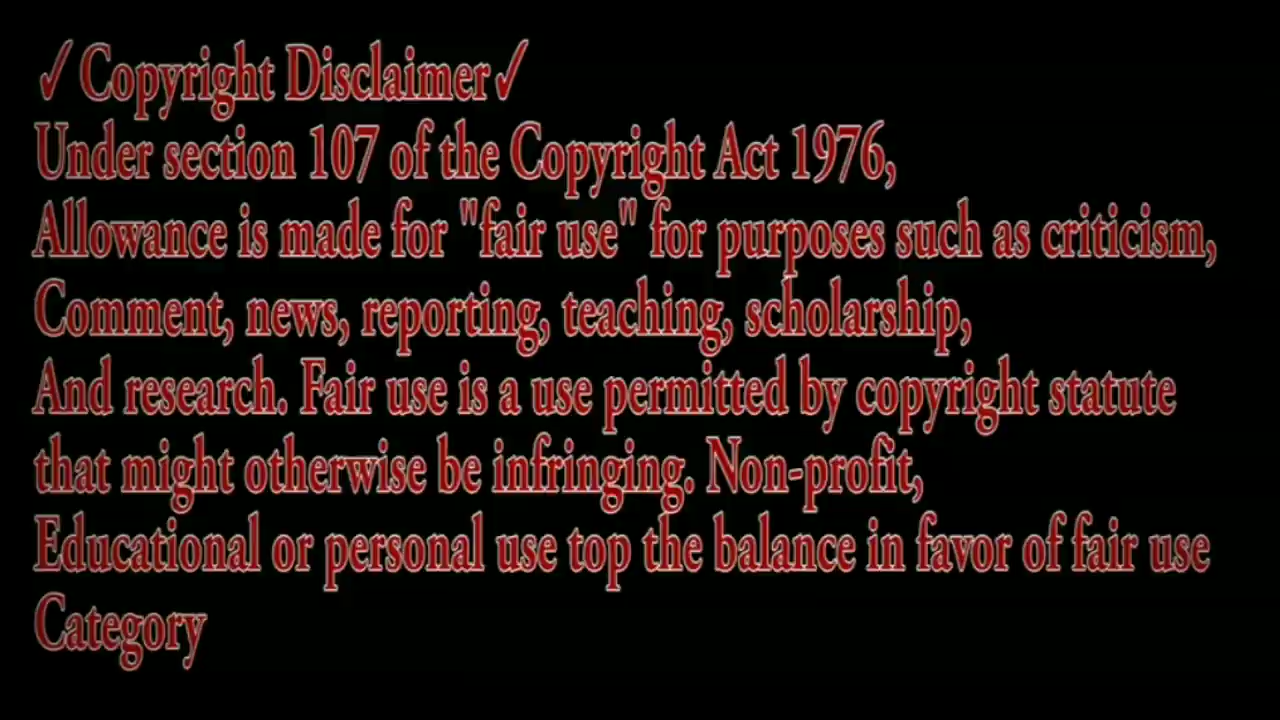 ✓Copyright Disclaimer✓
Under section 107 of the Copyright Act 1976,
Allowance is made for "fair use" for purposes such as criticism,
Comment, news, reporting, teaching, scholarship,
And research. Fair use is a use permitted by copyright statute
that might otherwise be infringing. Non-profit,
Educational or personal use top the balance in favor of fair use
Category